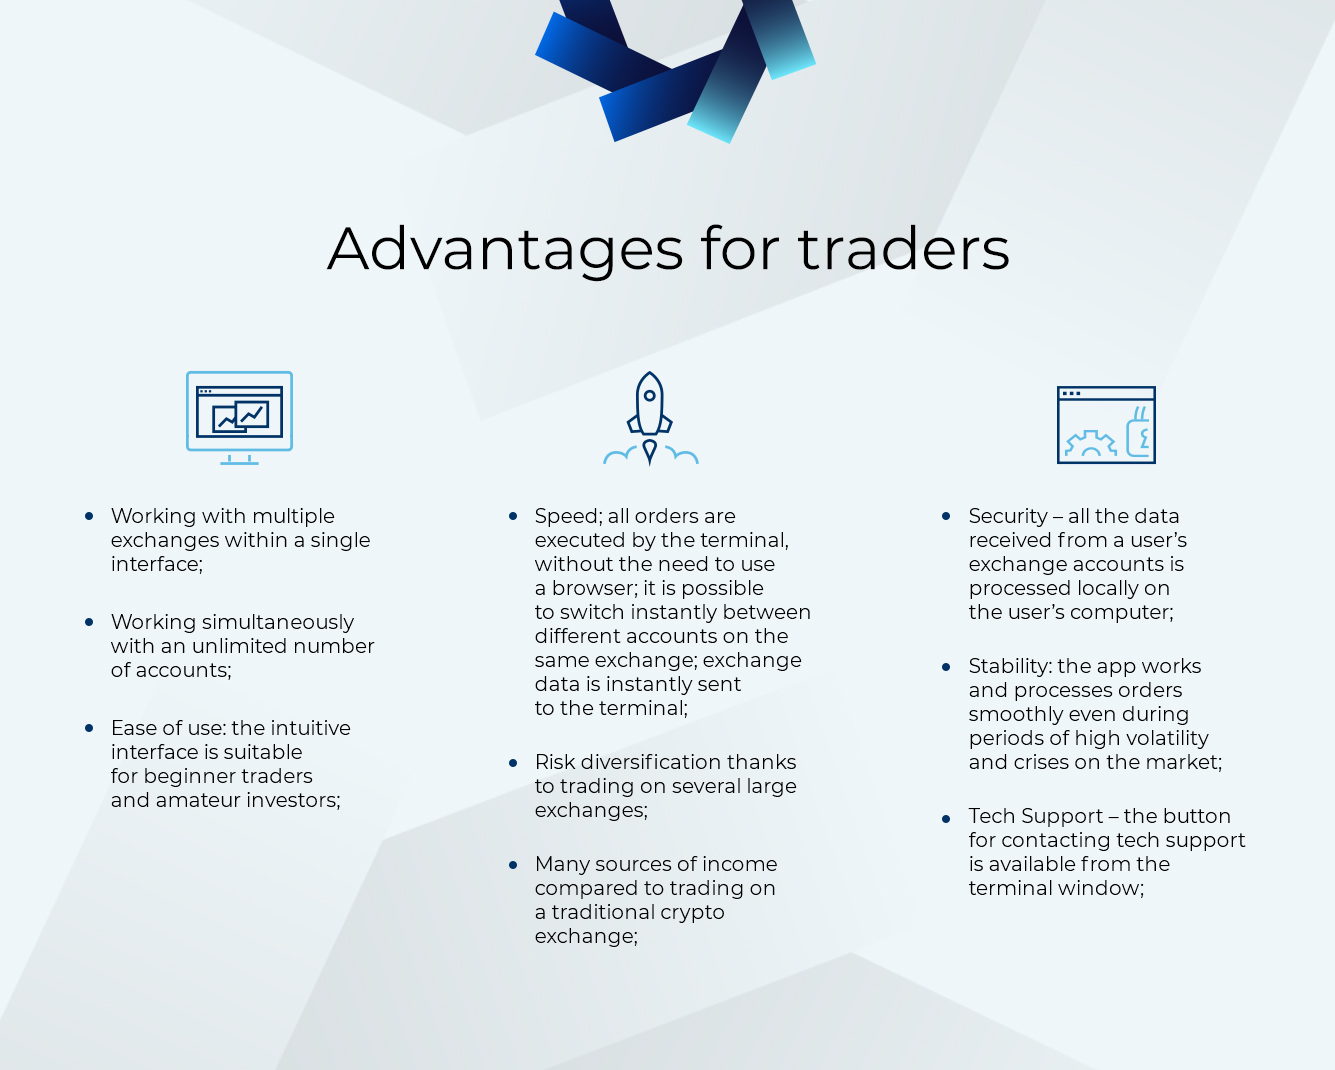 Advantages for traders
Working with multiple
exchanges within a single
interface;
Working simultaneously
with an unlimited number
of accounts;
Ease of use: the intuitive
interface is suitable
for beginner traders
and amateur investors;
Speed; all orders are
executed by the terminal,
without the need to use
a browser; it is possible
to switch instantly between
different accounts on the
same exchange; exchange
data is instantly sent
to the terminal;
Risk diversification thanks
to trading on several large
exchanges;
Many sources of income
compared to trading on
a traditional crypto
exchange;
Security – all the data
received from a user’s
exchange accounts is
processed locally on
the user’s computer;
Stability: the app works
and processes orders
smoothly even during
periods of high volatility
and crises on the market;
Tech Support – the button
for contacting tech support
is available from the
terminal window;